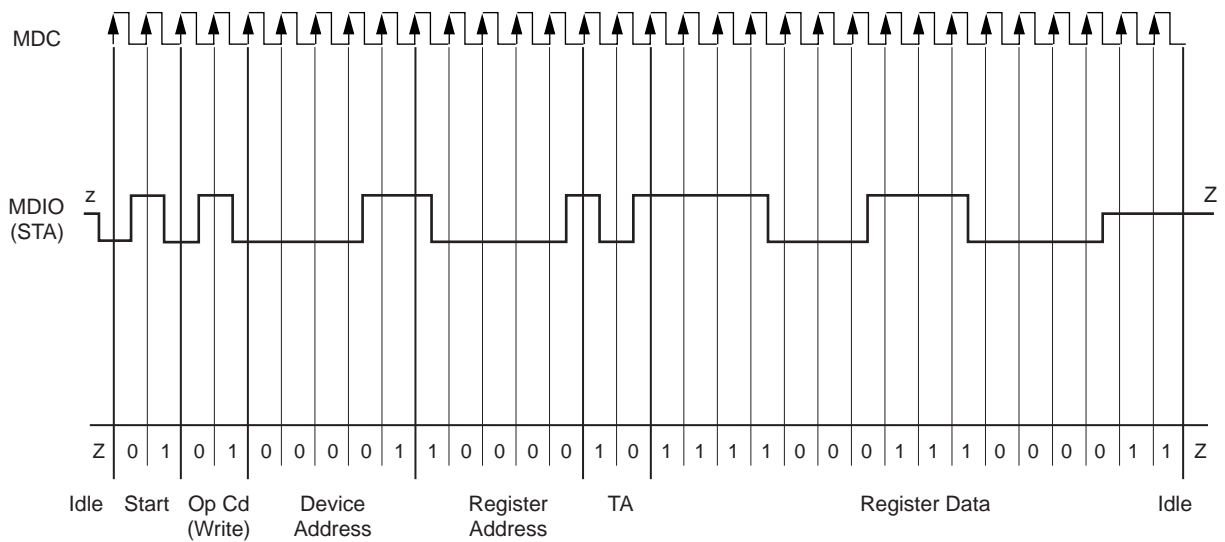 MDC
z
Z
MDIO
(STA)
Z 0 1 0 1 0 0 0 0 1 1 0 0 0 0 1 0 1 1 1 1 0 0 0 1 1 1 0 0 0 0 1 1 Z
Idle Start Op Cd Device Register TA Register Data Idle
(Write) Address Address